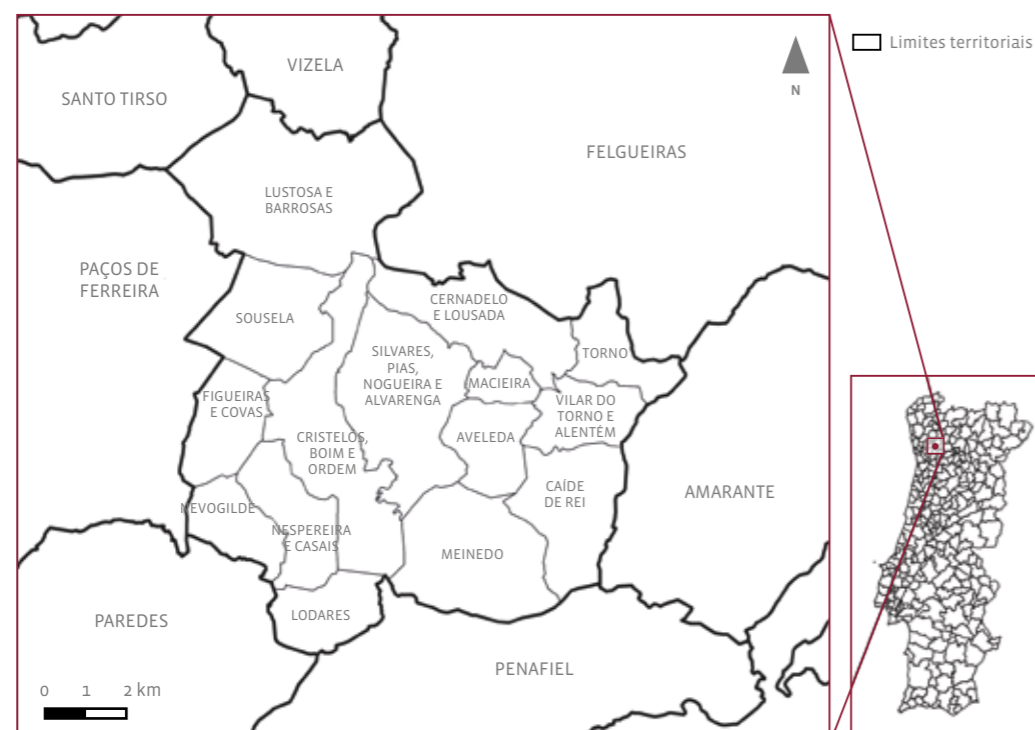 VIZELA
Limites territoriais
SANTO TIRSO
N
FELGUEIRAS
LUSTOSA E
BARROSAS
PAÇOS DE
FERREIRA
CERNADELO
E LOUSADA
SOUSELA
SILVARES,
PIAS,
NOGUEIRA E
ALVARENGA
TORNO
MACIEIRA
FIGUEIRAS
E COVAS
VILAR DO
TORNO E
ALENTÉM
CRISTELOS,
BOIM E
ORDEM
AVELEDA
CAÍDE
DE REI
AMARANTE
NEVOGILDE
NESPEREIRA
E CASAIS
MEINEDO
LODARES
PAREDES
PENAFIEL
0 1 2 km